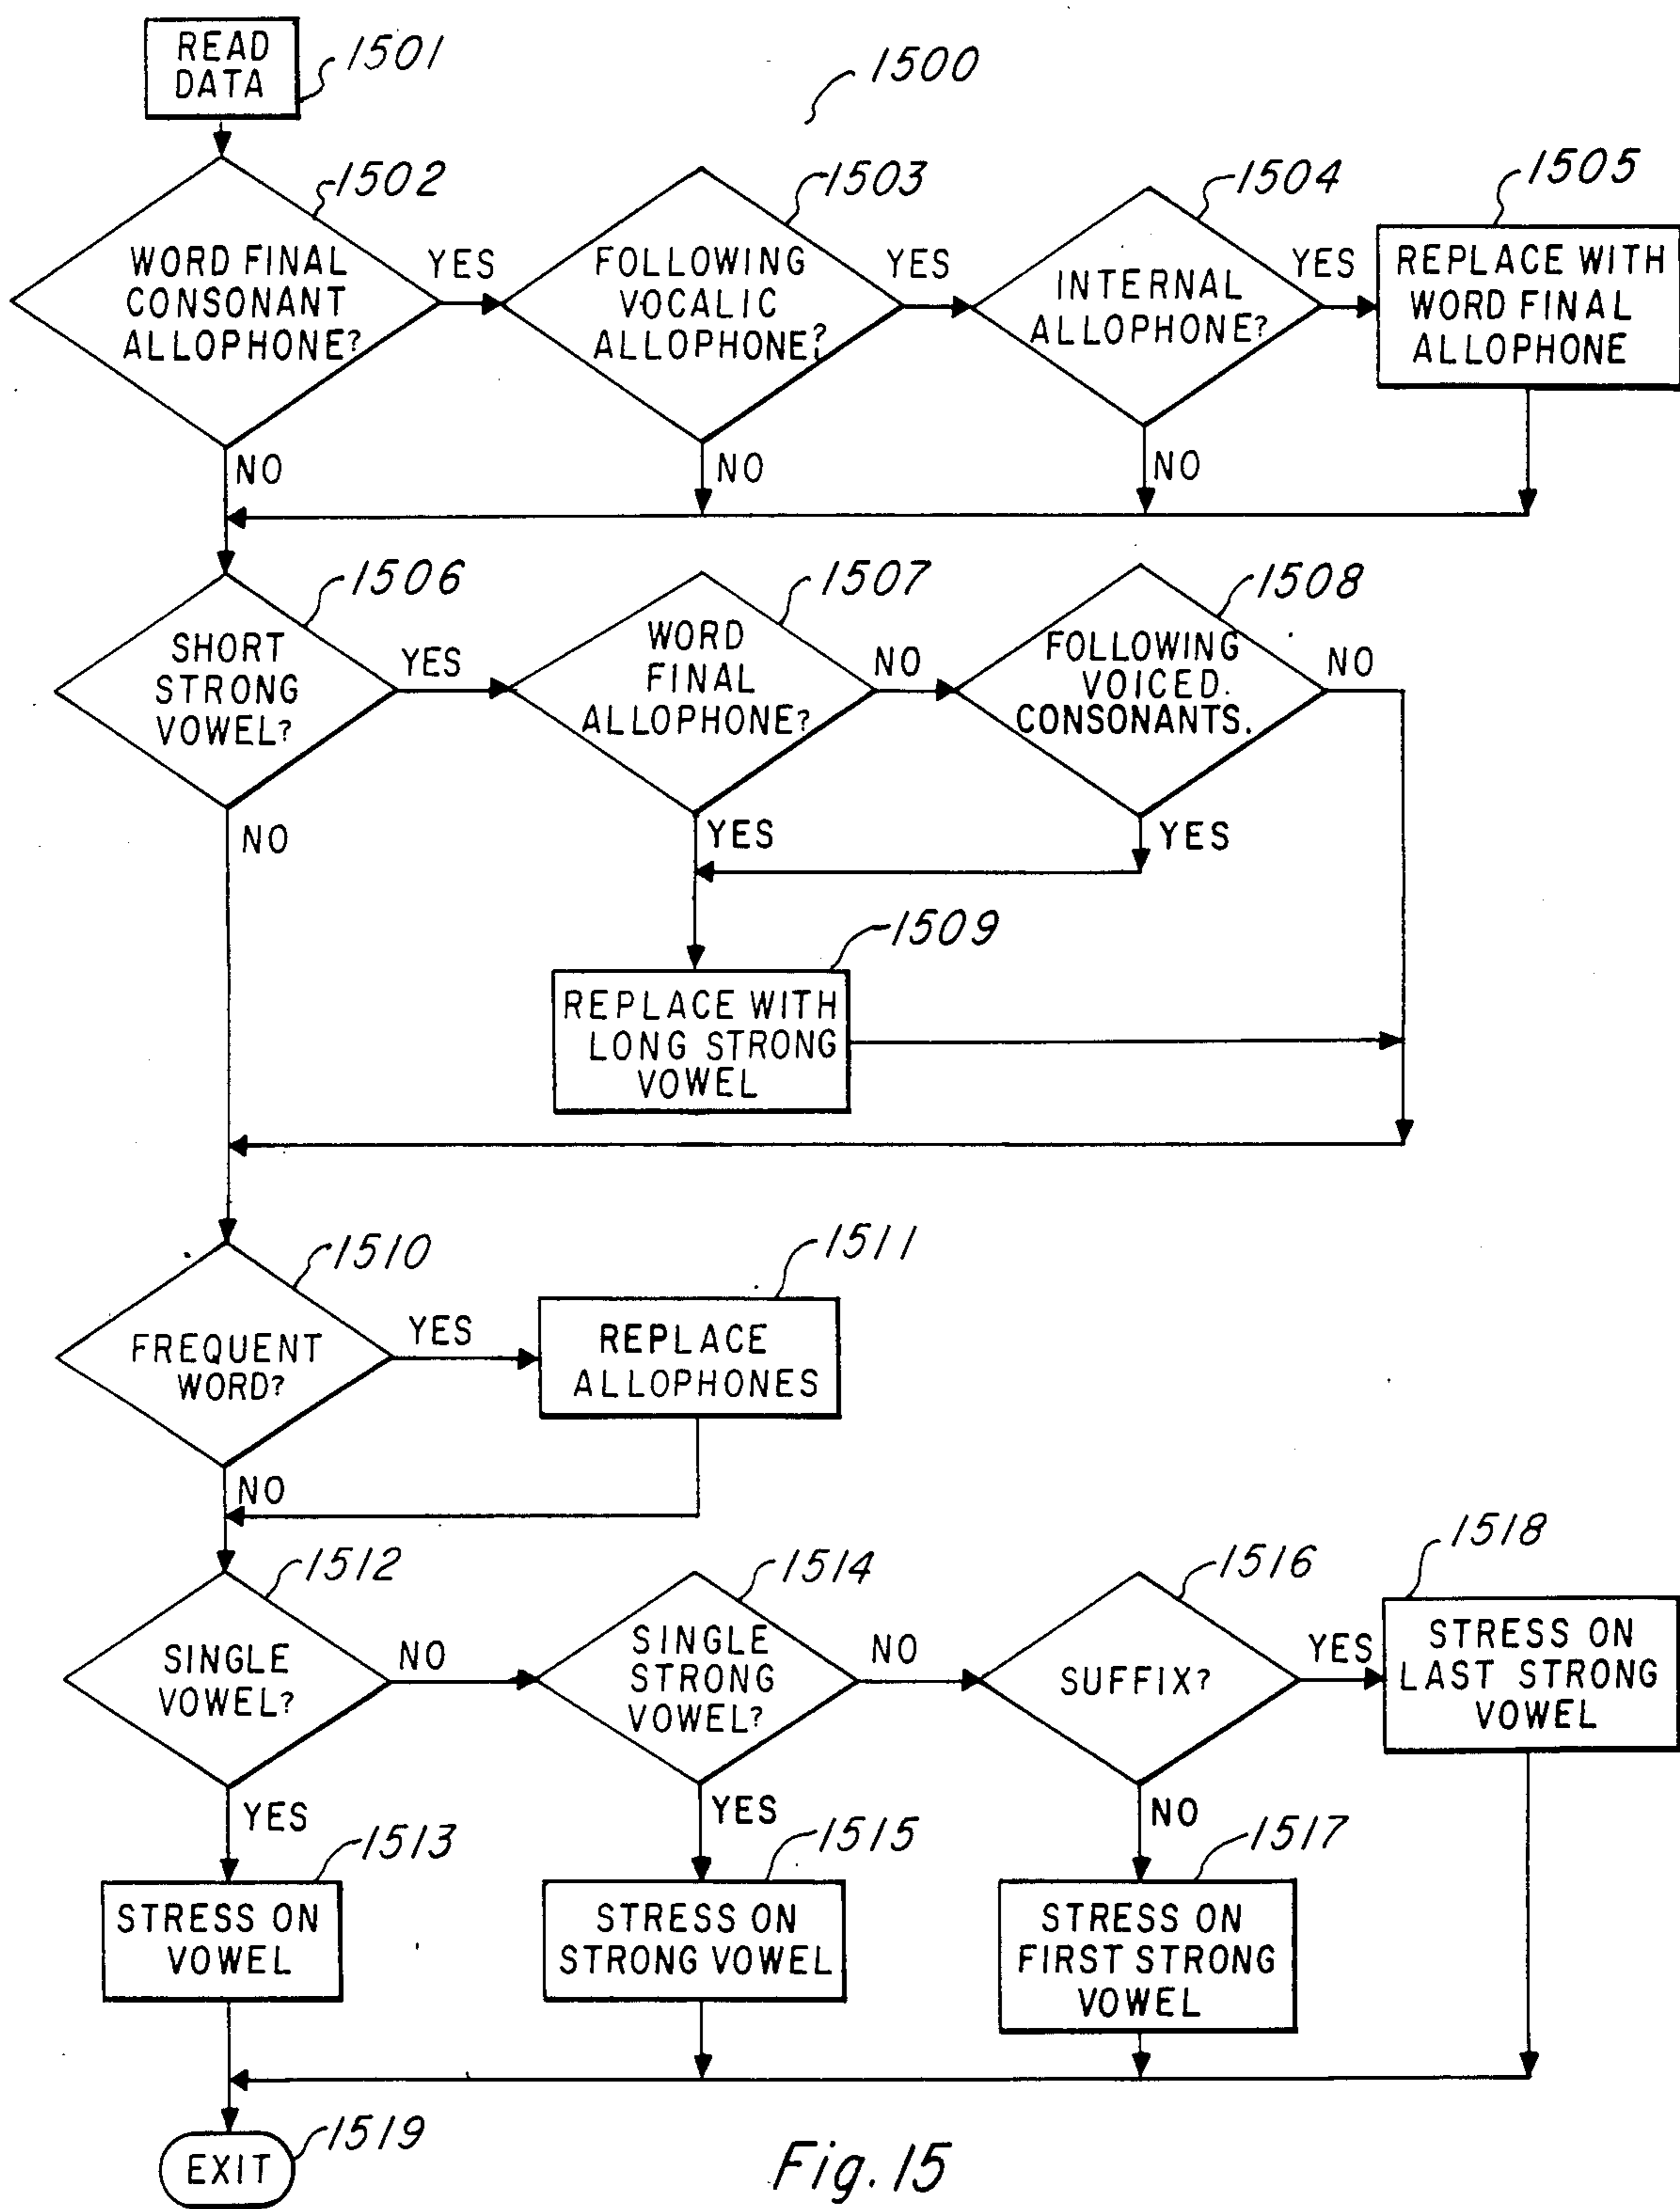 READ
DATA
1501
1500
1502
1503
1504
1505
WORD FINAL
CONSONANT
ALLOPHONE?
YES
FOLLOWING
VOCALIC
ALLOPHONE?
YES
INTERNAL
ALLOPHONE?
YES
REPLACE WITH
WORD FINAL
ALLOPHONE
NO
NO
NO
1506
1507
1508
SHORT
STRONG
VOWEL?
YES
WORD
FINAL
ALLOPHONE?
NO
FOLLOWING
VOICED.
CONSONANTS.
NO
NO
YES
YES
1509
REPLACE WITH
LONG STRONG
VOWEL
1510
1511
FREQUENT
WORD?
YES
REPLACE
ALLOPHONES
NO
1512
1514
1516
1518
SINGLE
VOWEL?
NO
SINGLE
STRONG
VOWEL?
NO
SUFFIX?
YES
STRESS ON
LAST STRONG
VOWEL
YES
YES
NO
1513
1515
1517
STRESS ON
VOWEL
STRESS ON
STRONG VOWEL
STRESS ON
FIRST STRONG
VOWEL
EXIT
1519
Fig. 15